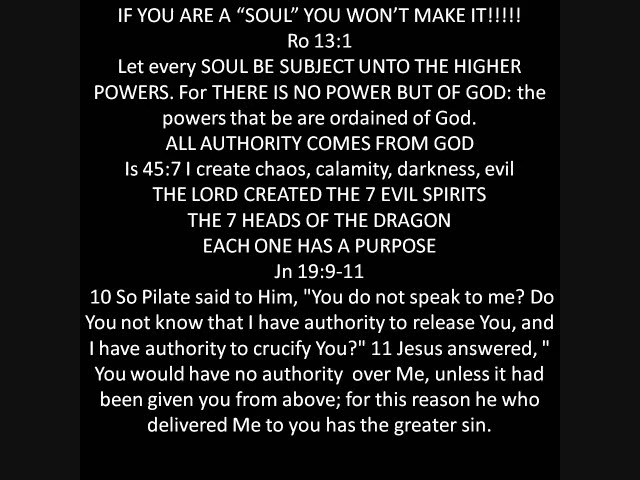 IF YOU ARE A “SOUL” YOU WON’T MAKE IT!!!!!
Ro 13:1
Let every SOUL BE SUBJECT UNTO THE HIGHER
POWERS. For THERE IS NO POWER BUT OF GOD: the
powers that be are ordained of God.
ALL AUTHORITY COMES FROM GOD
Is 45:7 I create chaos, calamity, darkness, evil
THE LORD CREATED THE 7 EVIL SPIRITS
THE 7 HEADS OF THE DRAGON
EACH ONE HAS A PURPOSE
Jn 19:9-11
10 So Pilate said to Him, "You do not speak to me? Do
You not know that I have authority to release You, and
I have authority to crucify You?" 11 Jesus answered, "
You would have no authority  over Me, unless it had
been given you from above; for this reason he who
delivered Me to you has the greater sin.